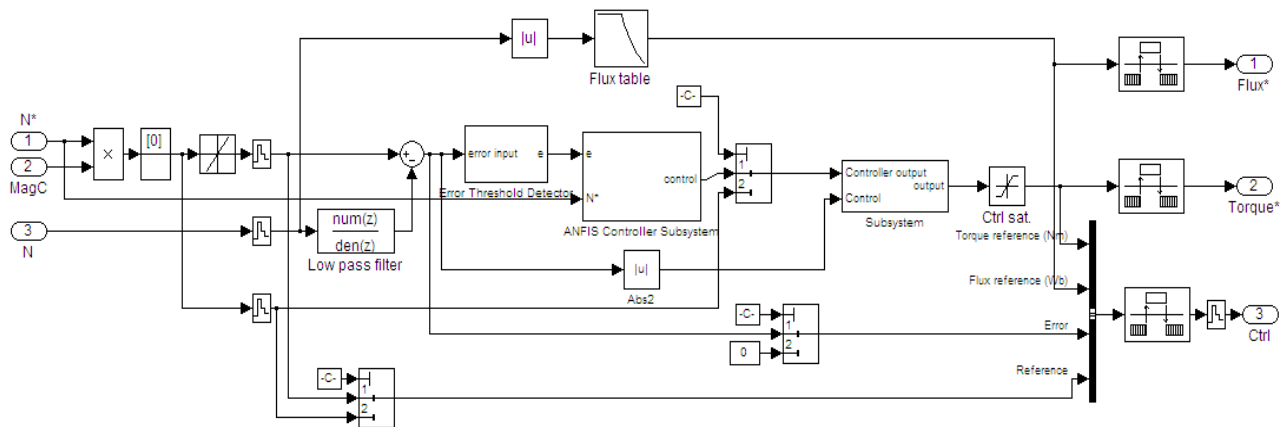 |u|
Flux table
1
Flux*
-C-
N*
1
2
MagC
×
[0]
+
-
error input
e
Error Threshold Detector
e
N*
control
ANFIS Controller Subsystem
1
2
Controller output
Control
output
Subsystem
Ctrl sat.
2
Torque*
3
N
num(z)
den(z)
Low pass filter
|u|
Abs2
Torque reference (Nm)
Flux reference (Wb)
-C-
0
1
2
Error
Reference
3
Ctrl
-C-
1
2